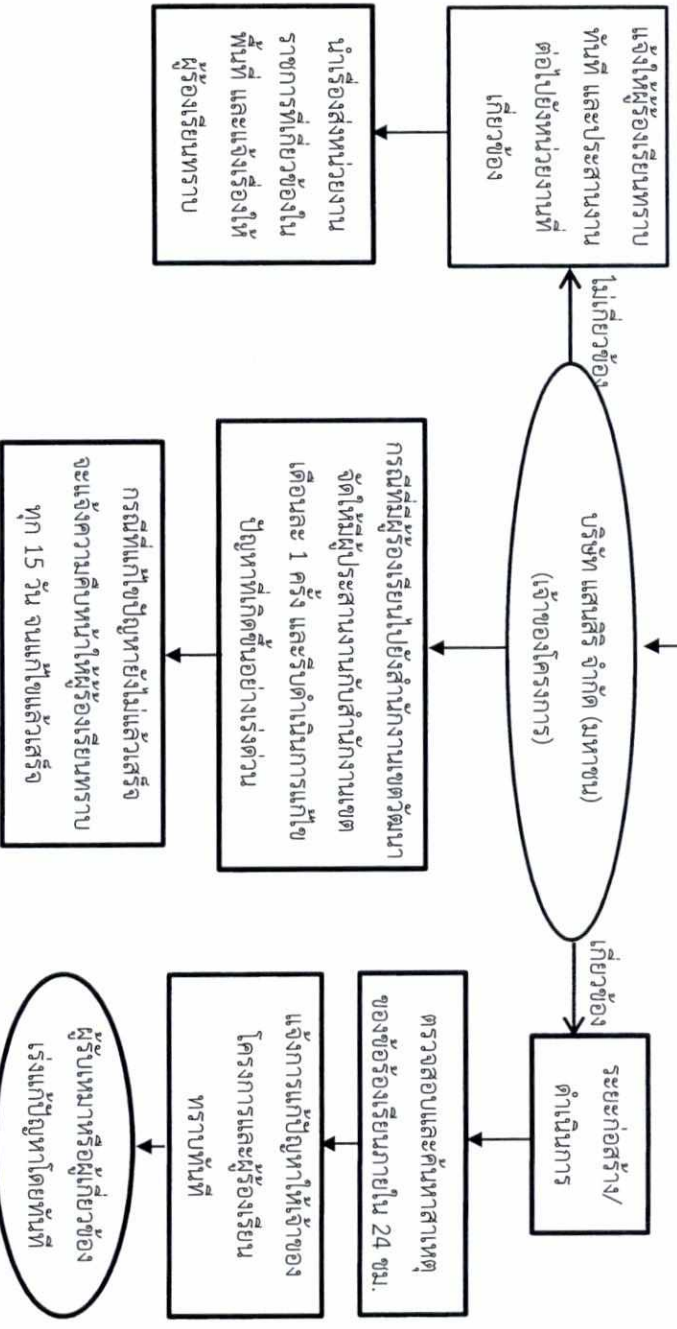 บริษัท แสนสิริ จำกัด (มหาชน)
(เจ้าของโครงการ)
ไม่เกี่ยวข้อง
เกี่ยวข้อง
แจ้งให้ผู้ร้องเรียนทราบ
ทันที และประสานงาน
ต่อไปยังหน่วยงานที่
เกี่ยวข้อง
นำเรื่องส่งหน่วยงาน
ราชการที่เกี่ยวข้องใน
พื้นที่ และแจ้งเรื่องให้
ผู้ร้องเรียนทราบ
กรณีที่มีผู้ร้องเรียนไปยังสำนักงานเขตวัฒนา
จัดให้มีผู้ประสานงานกับสำนักงานเขต
เดือนละ 1 ครั้ง และรีบดำเนินการแก้ไข
ปัญหาที่เกิดขึ้นอย่างเร่งด่วน
กรณีที่แก้ไขปัญหายังไม่แล้วเสร็จ
จะแจ้งความคืบหน้าให้ผู้ร้องเรียนทราบ
ทุก 15 วัน จนแก้ไขแล้วเสร็จ
ระยะก่อสร้าง/
ดำเนินการ
ตรวจสอบและค้นหาสาเหตุ
ของข้อร้องเรียนภายใน 24 ชม.
แจ้งการแก้ปัญหาให้เจ้าของ
โครงการและผู้ร้องเรียน
ทราบทันที
ผู้รับเหมาหรือผู้เกี่ยวข้อง
เร่งแก้ปัญหาโดยทันที